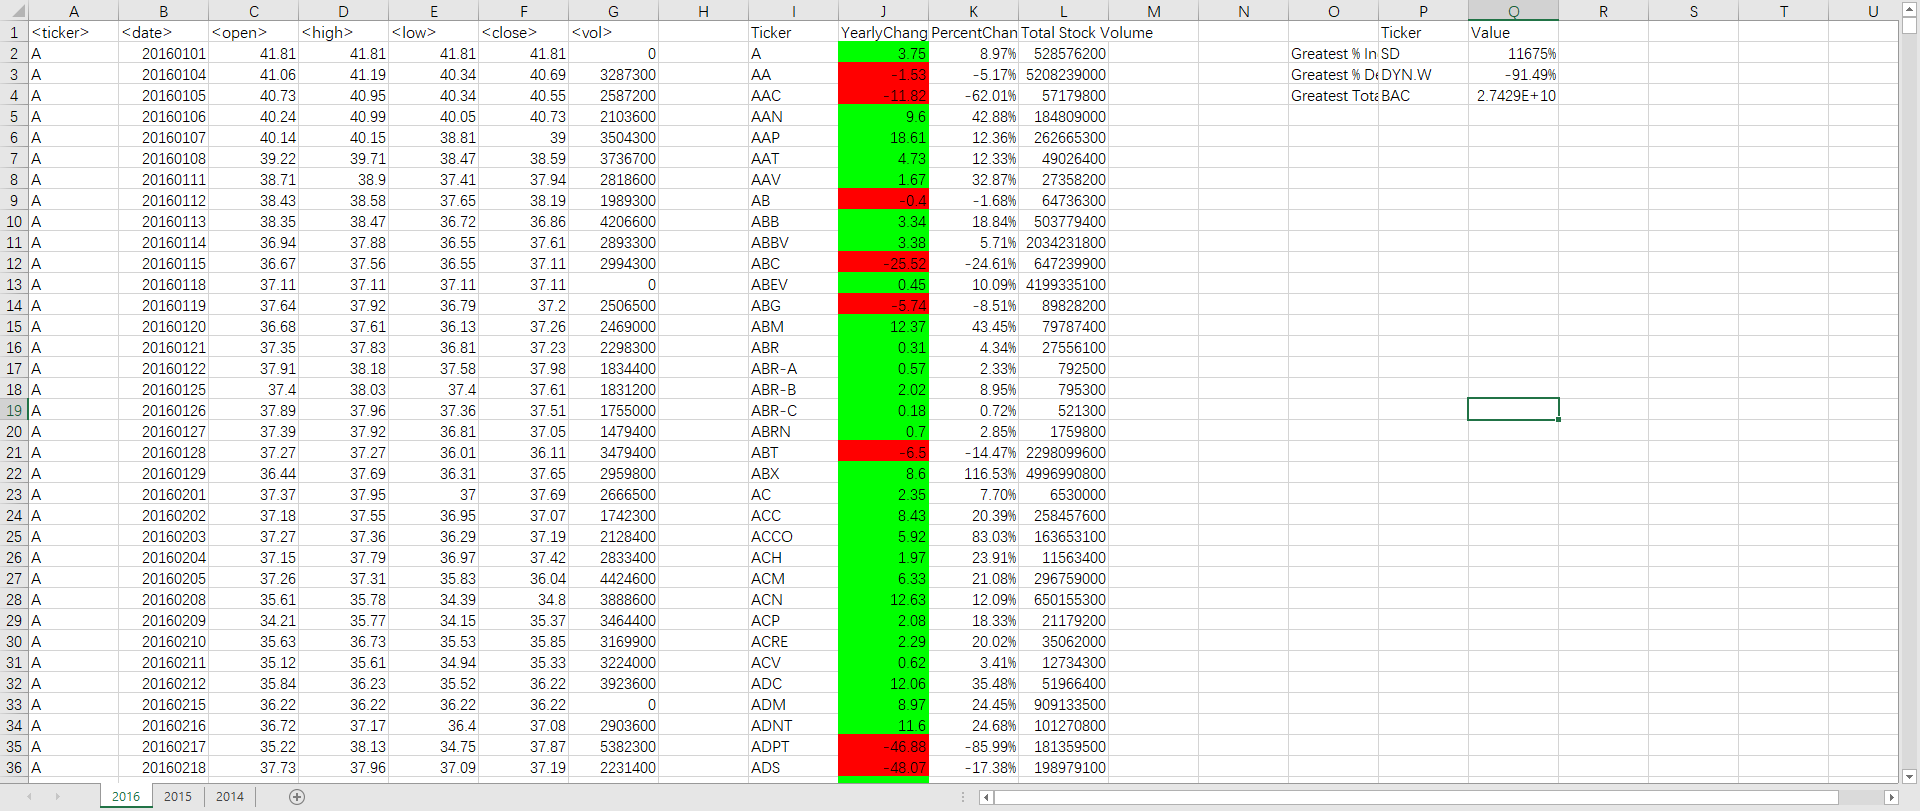 A B C D E F G H I J K L M N O P Q R S T U
1 <ticker> <date> <open> <high> <low> <close> <vol> Ticker YearlyChang PercentChan Total Stock Volume Ticker Value
2 A 20160101 41.81 41.81 41.81 41.81 0 A 3.75 8.97% 528576200 Greatest % In SD 11675%
3 A 20160104 41.06 41.19 40.34 40.69 3287300 AA -1.53 -5.17% 5208239000 Greatest % De DYN.W -91.49%
4 A 20160105 40.73 40.95 40.34 40.55 2587200 AAC -11.82 -62.01% 57179800 Greatest Tota BAC 2.7429E+10
5 A 20160106 40.24 40.99 40.05 40.73 2103600 AAN 9.6 42.88% 184809000
6 A 20160107 40.14 40.15 38.81 39 3504300 AAP 18.61 12.36% 262665300
7 A 20160108 39.22 39.71 38.47 38.59 3736700 AAT 4.73 12.33% 49026400
8 A 20160111 38.71 38.9 37.41 37.94 2818600 AAV 1.67 32.87% 27358200
9 A 20160112 38.43 38.58 37.65 38.19 1989300 AB -0.4 -1.68% 64736300
10 A 20160113 38.35 38.47 36.72 36.86 4206600 ABB 3.34 18.84% 503779400
11 A 20160114 36.94 37.88 36.55 37.61 2893300 ABBV 3.38 5.71% 2034231800
12 A 20160115 36.67 37.56 36.55 37.11 2994300 ABC -25.52 -24.61% 647239900
13 A 20160118 37.11 37.11 37.11 37.11 0 ABEV 0.45 10.09% 4199335100
14 A 20160119 37.64 37.92 36.79 37.2 2506500 ABG -5.74 -8.51% 89828200
15 A 20160120 36.68 37.61 36.13 37.26 2469000 ABM 12.37 43.45% 79787400
16 A 20160121 37.35 37.83 36.81 37.23 2298300 ABR 0.31 4.34% 27556100
17 A 20160122 37.91 38.18 37.58 37.98 1834400 ABR-A 0.57 2.33% 792500
18 A 20160125 37.4 38.03 37.4 37.61 1831200 ABR-B 2.02 8.95% 795300
19 A 20160126 37.89 37.96 37.36 37.51 1755000 ABR-C 0.18 0.72% 521300
20 A 20160127 37.39 37.92 36.81 37.05 1479400 ABRN 0.7 2.85% 1759800
21 A 20160128 37.27 37.27 36.01 36.11 3479400 ABT -6.5 -14.47% 2298099600
22 A 20160129 36.44 37.69 36.31 37.65 2959800 ABX 8.6 116.53% 4996990800
23 A 20160201 37.37 37.95 37 37.69 2666500 AC 2.35 7.70% 6530000
24 A 20160202 37.18 37.55 36.95 37.07 1742300 ACC 8.43 20.39% 258457600
25 A 20160203 37.27 37.36 36.29 37.19 2128400 ACCO 5.92 83.03% 163653100
26 A 20160204 37.15 37.79 36.97 37.42 2833400 ACH 1.97 23.91% 11563400
27 A 20160205 37.26 37.31 35.83 36.04 4424600 ACM 6.33 21.08% 296759000
28 A 20160208 35.61 35.78 34.39 34.8 3888600 ACN 12.63 12.09% 650155300
29 A 20160209 34.21 35.77 34.15 35.37 3464400 ACP 2.08 18.33% 21179200
30 A 20160210 35.63 36.73 35.53 35.85 3169900 ACRE 2.29 20.02% 35062000
31 A 20160211 35.12 35.61 34.94 35.33 3224000 ACV 0.62 3.41% 12734300
32 A 20160212 35.84 36.23 35.52 36.22 3923600 ADC 12.06 35.48% 51966400
33 A 20160215 36.22 36.22 36.22 36.22 0 ADM 8.97 24.45% 909133500
34 A 20160216 36.72 37.17 36.4 37.08 2903600 ADNT 11.6 24.68% 101270800
35 A 20160217 35.22 38.13 34.75 37.87 5382300 ADPT -46.88 -85.99% 181359500
36 A 20160218 37.73 37.96 37.09 37.19 2231400 ADS -48.07 -17.38% 198979100
2016 2015 2014